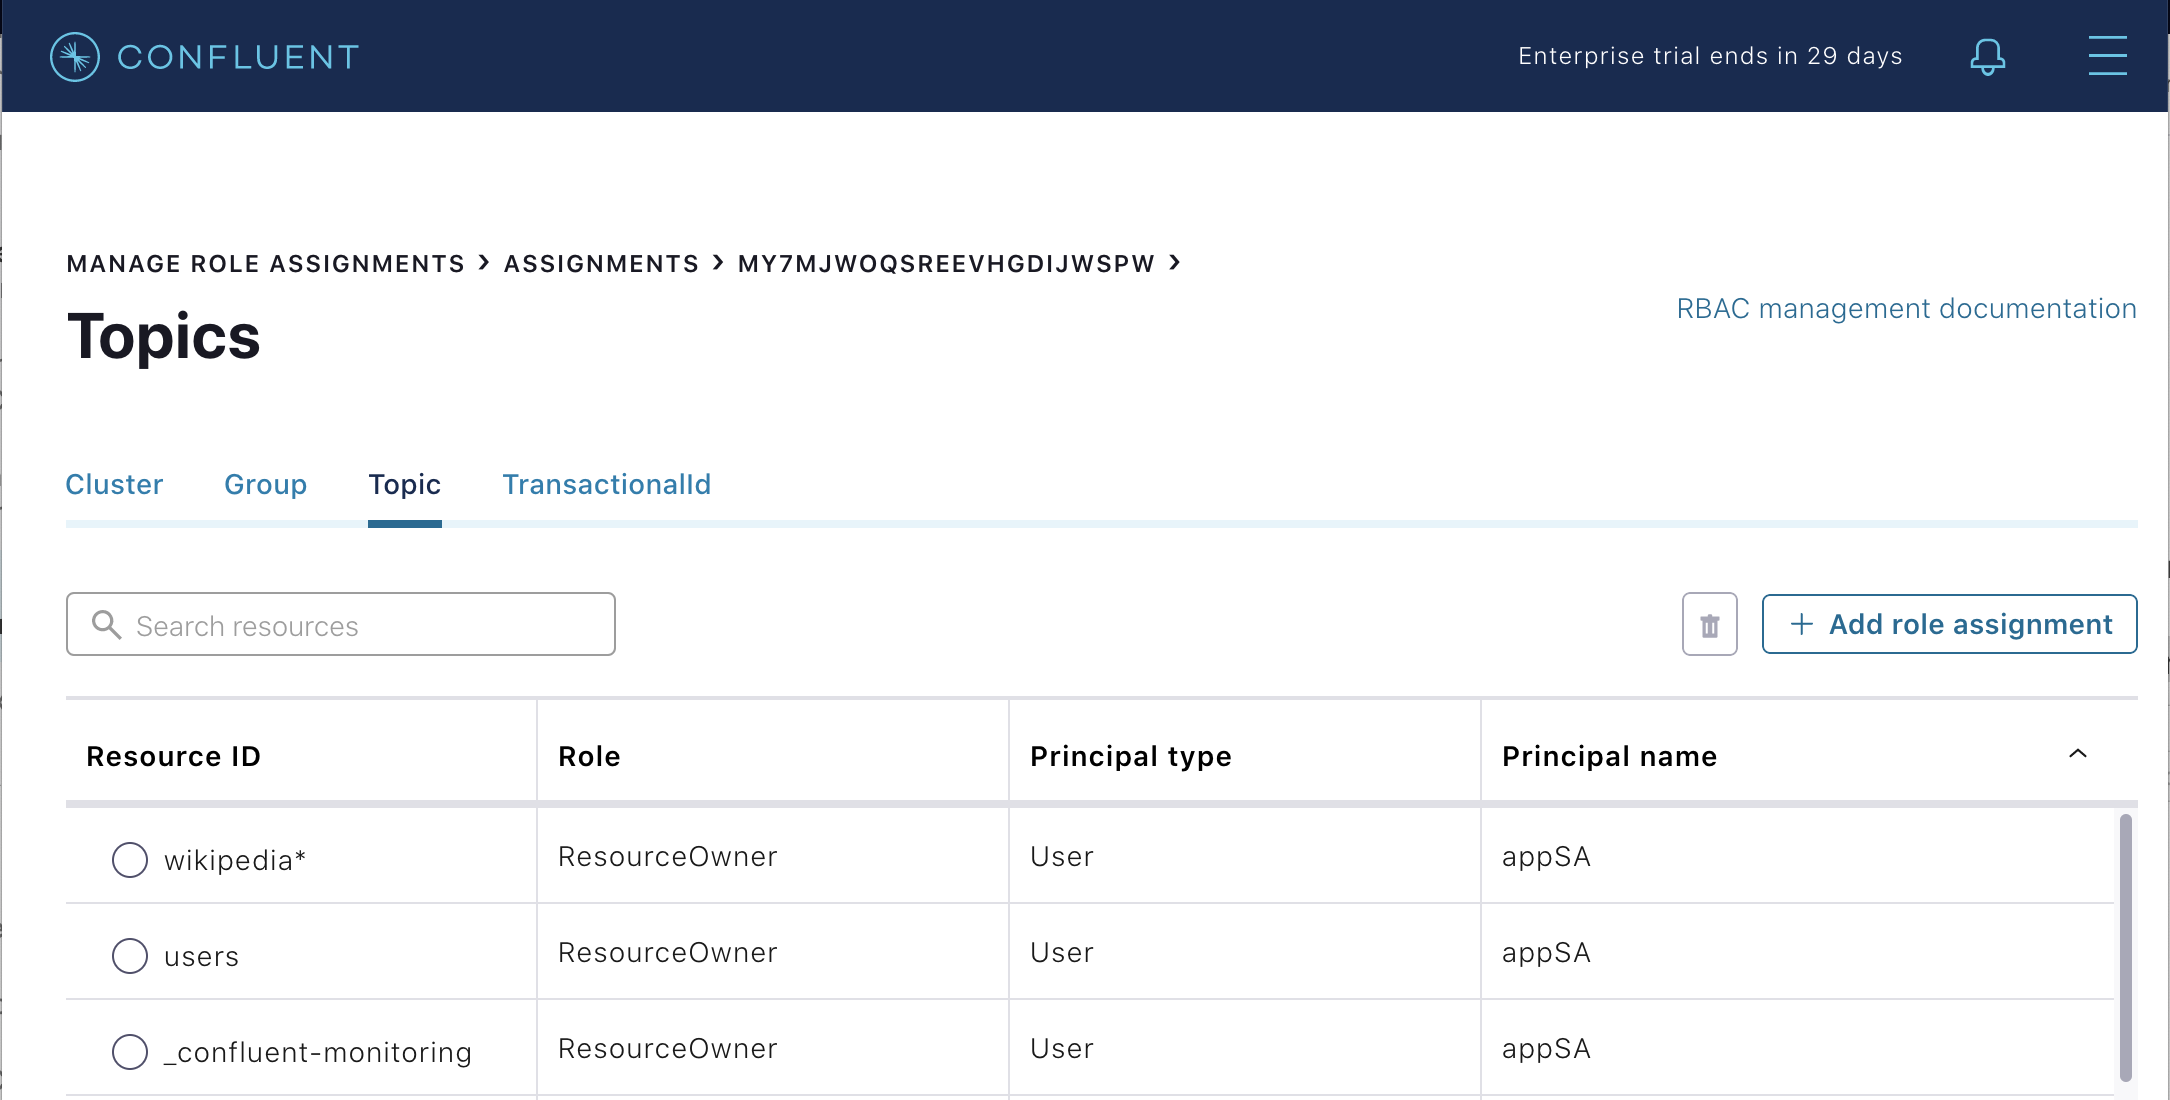 CONFLUENT
Enterprise trial ends in 29 days
MANAGE ROLE ASSIGNMENTS > ASSIGNMENTS > MY7MJWOQSREEVHGDIJWSPW >
Topics
RBAC management documentation
Cluster Group Topic TransactionalId
Search resources
+ Add role assignment
Resource ID Role Principal type Principal name
wikipedia* ResourceOwner User appSA
users ResourceOwner User appSA
_confluent-monitoring ResourceOwner User appSA